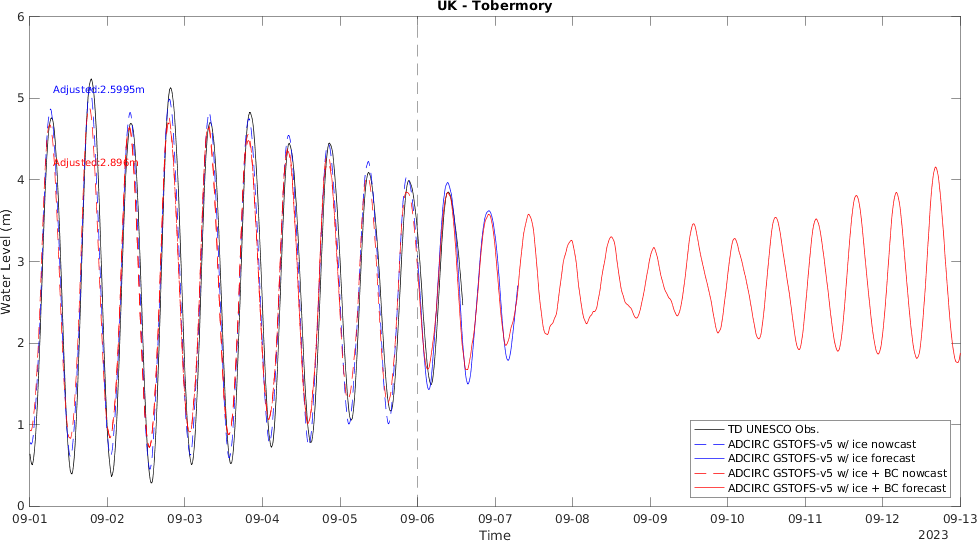 UK - Tobermory
6
5
4
3
2
1
0
Water Level (m)
Adjusted:2.5995m
Adjusted:2.896m
TD UNESCO Obs.
ADCIRC GSTOFS-v5 w/ ice nowcast
ADCIRC GSTOFS-v5 w/ ice forecast
ADCIRC GSTOFS-v5 w/ ice + BC nowcast
ADCIRC GSTOFS-v5 w/ ice + BC forecast
09-01 09-02 09-03 09-04 09-05 09-06 09-07 09-08 09-09 09-10 09-11 09-12 09-13
Time
2023